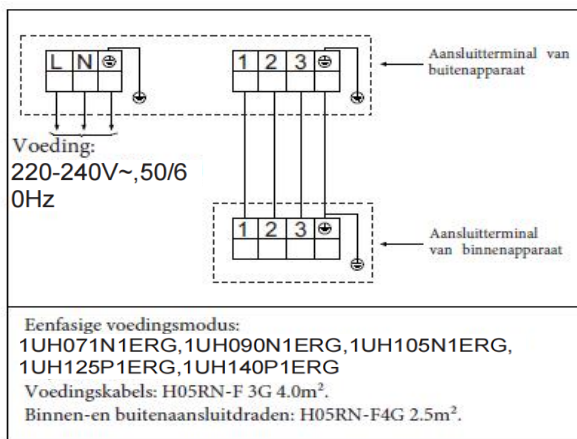 L N
1 2 3
Aansluitterminal van
buitenapparaat
Voeding:
220-240V~,50/6
0Hz
1 2 3
Aansluitterminal
van binnenapparaat
Eenfasige voedingsmodus:
1UH071N1ERG,1UH090N1ERG,1UH105N1ERG,
1UH125P1ERG,1UH140P1ERG
Voedingskabels: H05RN-F 3G 4.0m².
Binnen-en buitenaansluitdraden: H05RN-F4G 2.5m².